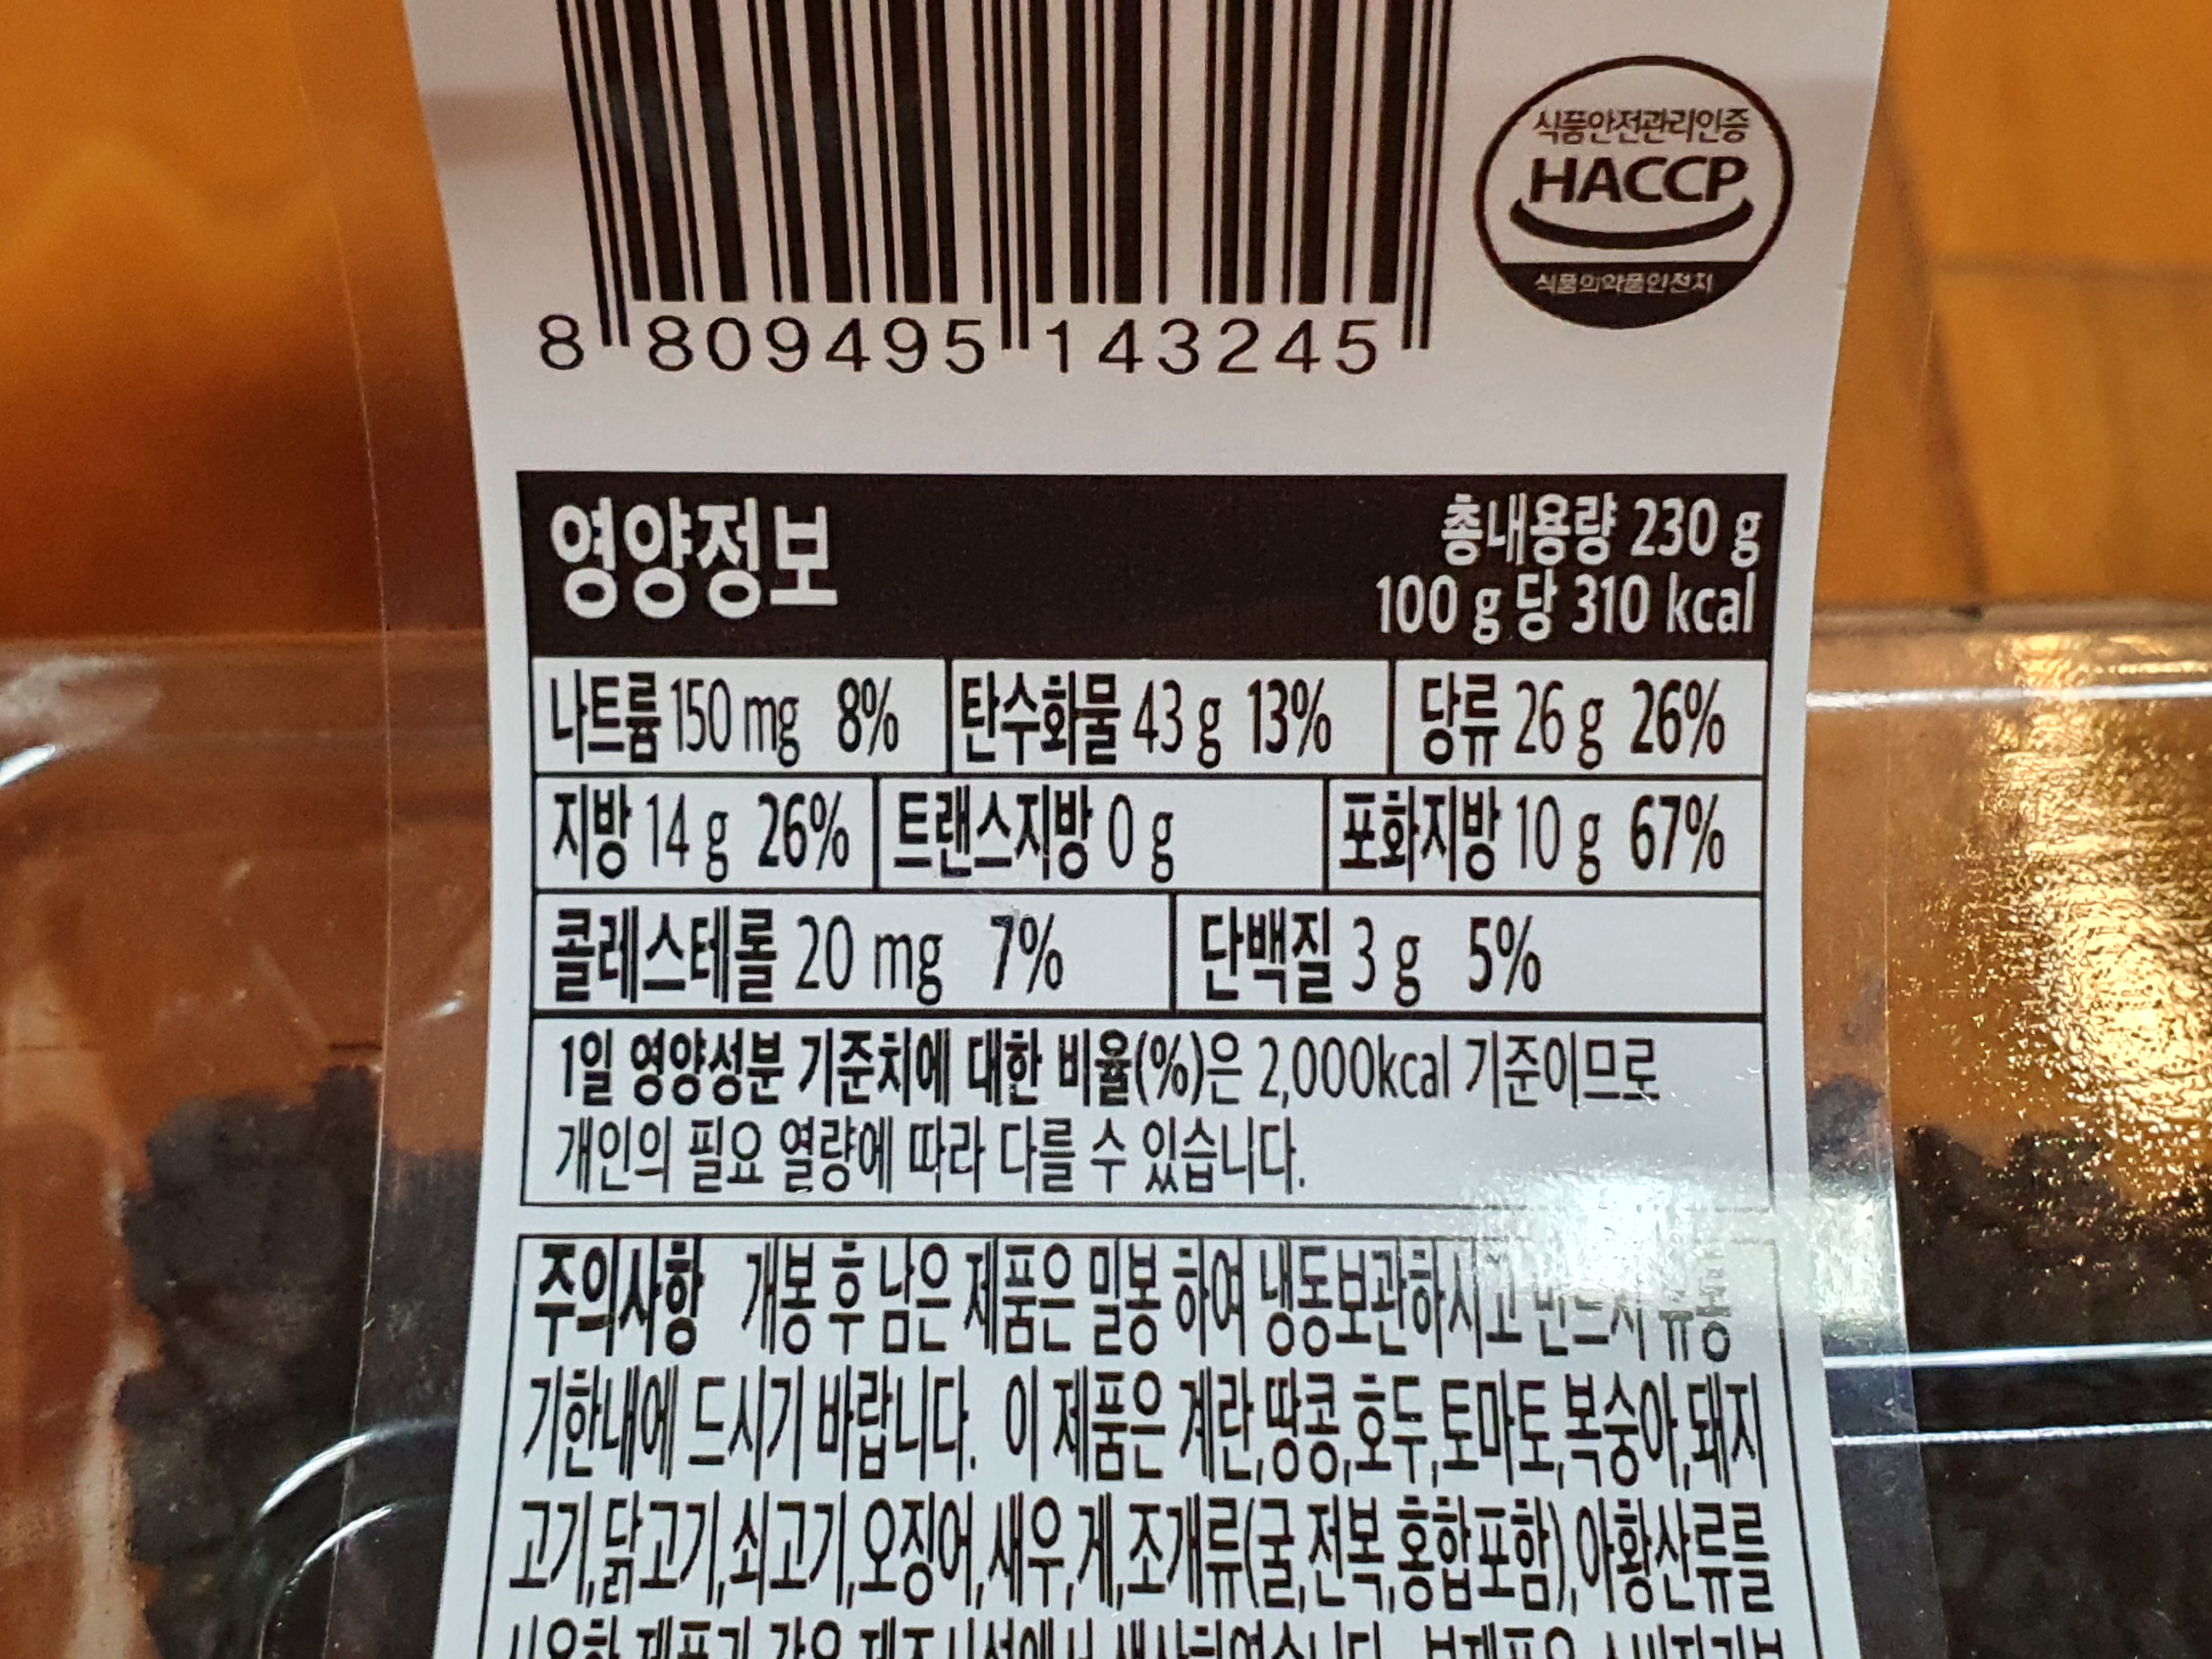 식품안전관리인증
HACCP
식품의약품안전처
8 809495 143245
영양정보
총내용량 230 g
100 g 당 310 kcal
나트륨 150 mg 8% 탄수화물 43 g 13% 당류 26 g 26%
지방 14 g 26% 트랜스지방 0 g 포화지방 10 g 67%
콜레스테롤 20 mg 7% 단백질 3 g 5%
1일 영양성분 기준치에 대한 비율(%)은 2,000kcal 기준이므로
개인의 필요 열량에 따라 다를 수 있습니다.
주의사항 개봉 후 남은 제품은 밀봉 하여 냉동보관하시고 반드시 유통
기한내에 드시기 바랍니다. 이 제품은 계란,땅콩,호두,토마토,복숭아,돼지
고기,닭고기,쇠고기,오징어,새우,게,조개류(굴,전복,홍합포함),아황산류를